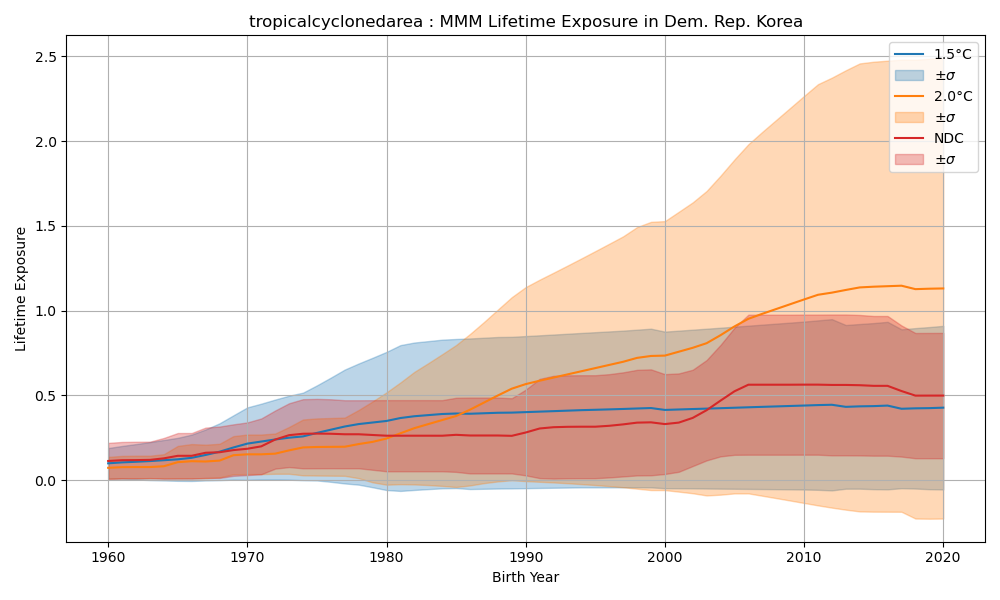 tropicalcyclonedarea : MMM Lifetime Exposure in Dem. Rep. Korea
Lifetime Exposure
2.5
2.0
1.5
1.0
0.5
0.0
1.5°C
±σ
2.0°C
±σ
NDC
±σ
1960 1970 1980 1990 2000 2010 2020
Birth Year